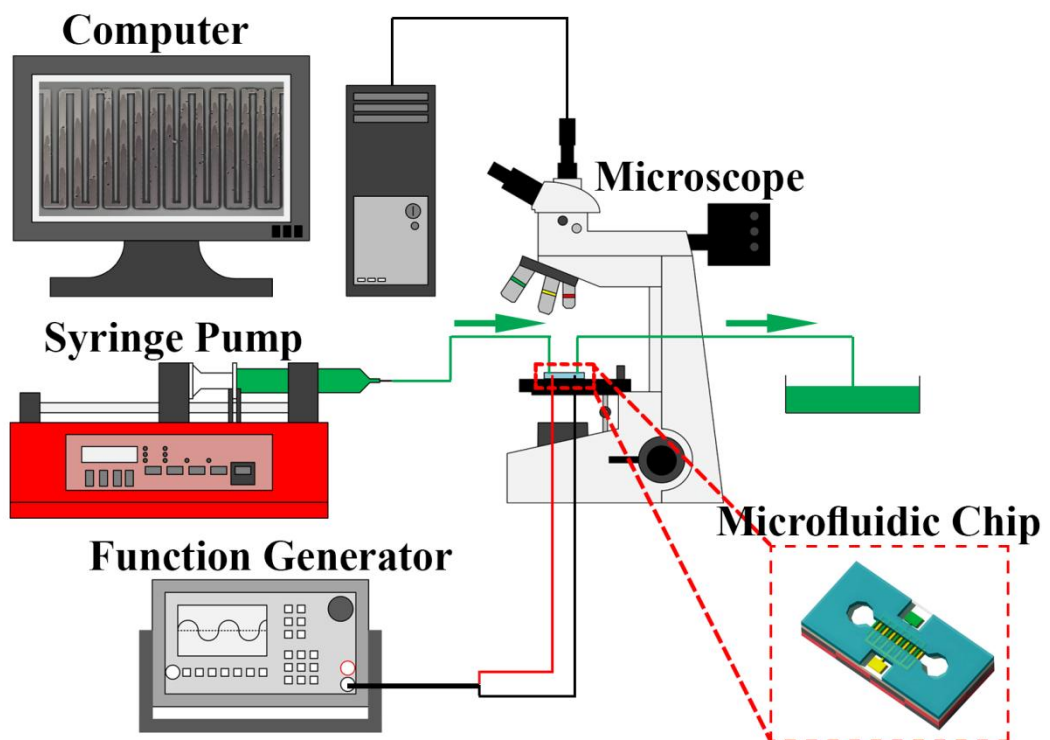 Computer
Microscope
Syringe Pump
Microfluidic Chip
Function Generator